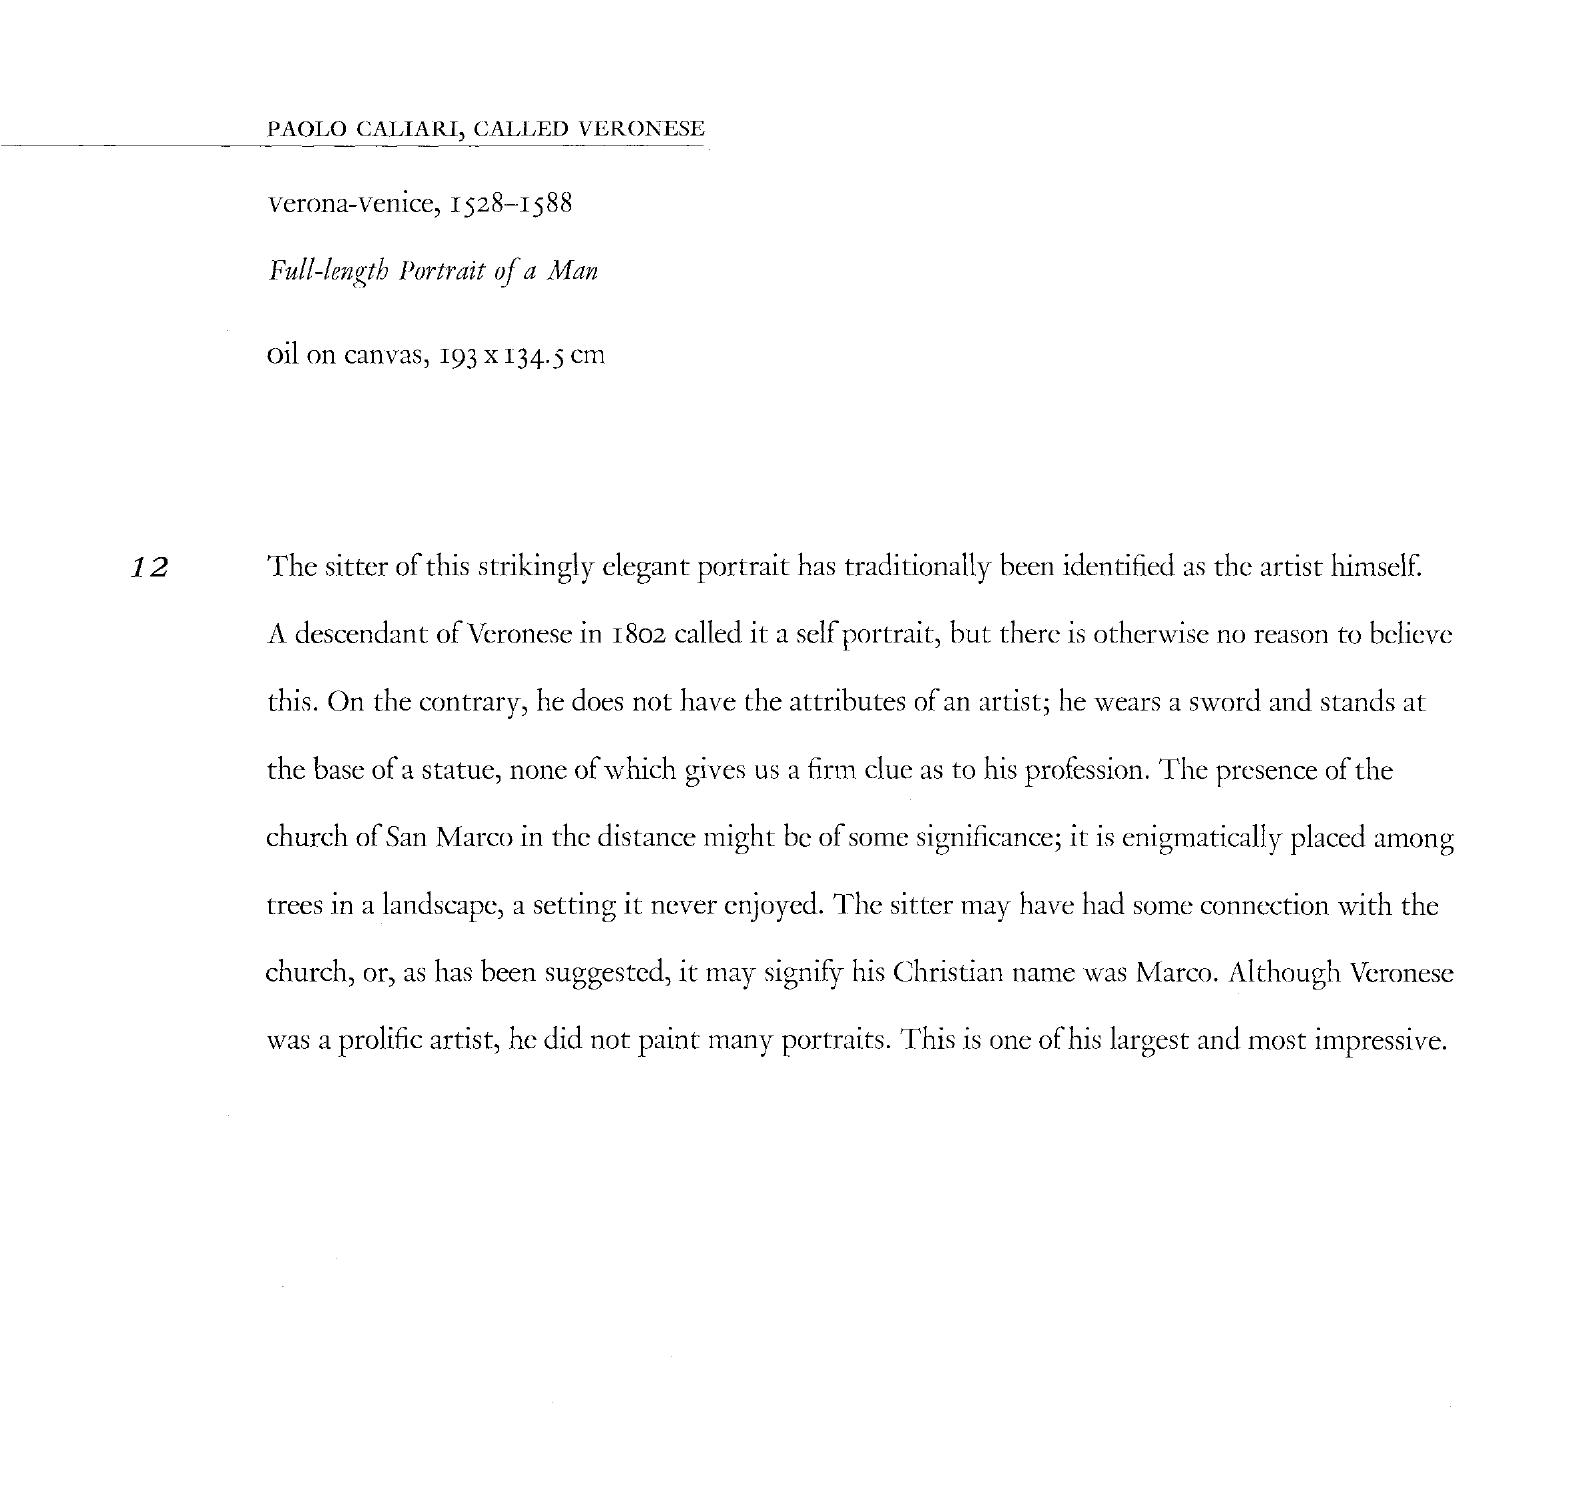 PAOLO CALIARI, CALLED VERONESE
verona-venice, 1528–1588
Full-length Portrait of a Man
oil on canvas, 193 x 134.5 cm
12
The sitter of this strikingly elegant portrait has traditionally been identified as the artist himself.
A descendant of Veronese in 1802 called it a self portrait, but there is otherwise no reason to believe
this. On the contrary, he does not have the attributes of an artist; he wears a sword and stands at
the base of a statue, none of which gives us a firm clue as to his profession. The presence of the
church of San Marco in the distance might be of some significance; it is enigmatically placed among
trees in a landscape, a setting it never enjoyed. The sitter may have had some connection with the
church, or, as has been suggested, it may signify his Christian name was Marco. Although Veronese
was a prolific artist, he did not paint many portraits. This is one of his largest and most impressive.